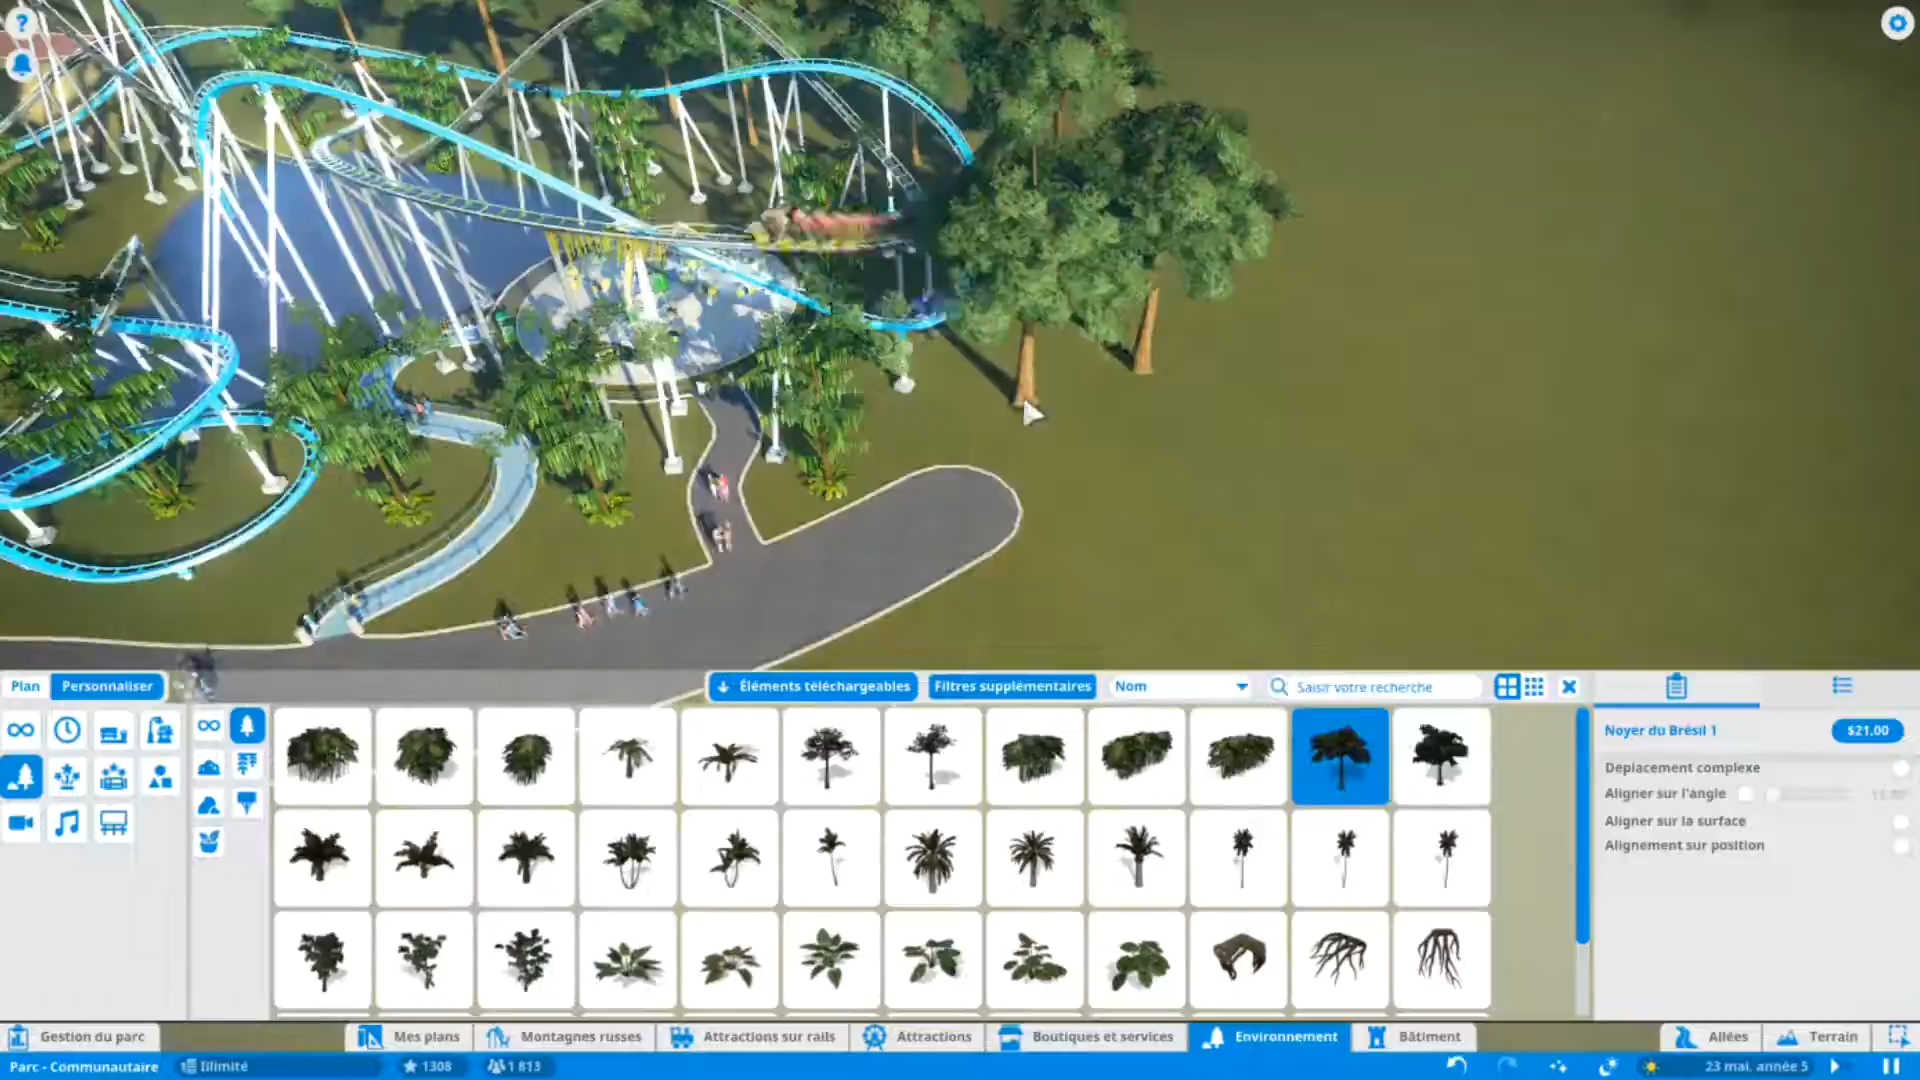 Plan
Personnaliser
Éléments téléchargeables
Filtres supplémentaires
Nom
Saisir votre recherche
Noyer du Brésil 1
$21,00
Deplacement complexe
Aligner sur l'angle
Aligner sur la surface
Alignement sur position
Gestion du parc
Mes plans
Montagnes russes
Attractions sur rails
Attractions
Boutiques et services
Environnement
Bâtiment
Allées
Terrain
Parc - Communautaire
Illimité
1308
1 813
23 mai, année 5